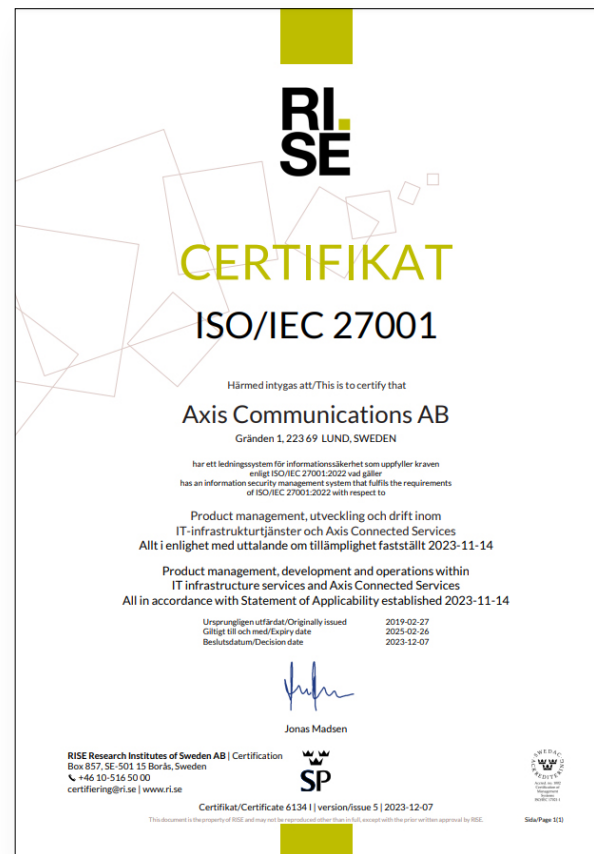 RI.
SE
CERTIFIKAT
ISO/IEC 27001
Härmed intygas att/This is to certify that
Axis Communications AB
Gränden 1, 223 69 LUND, SWEDEN
har ett ledningssystem för informationssäkerhet som uppfyller kraven
enligt ISO/IEC 27001:2022 vad gäller
has an information security management system that fulfils the requirements
of ISO/IEC 27001:2022 with respect to
Product management, utveckling och drift inom
IT-infrastrukturtjänster och Axis Connected Services
Allt i enlighet med uttalande om tillämplighet fastställt 2023-11-14
Product management, development and operations within
IT infrastructure services and Axis Connected Services
All in accordance with Statement of Applicability established 2023-11-14
Ursprungligen utfärdat/Originally issued 2019-02-27
Giltigt till och med/Expiry date 2025-02-26
Beslutsdatum/Decision date 2023-12-07
Jonas Madsen
RISE Research Institutes of Sweden AB | Certification
Box 857, SE-501 15 Borås, Sweden
+46 10-516 50 00
certifiering@ri.se | www.ri.se
SP
SWEDAC
ACKREDITERING
Certification of
Management
Systems
Certifikat/Certificate 6134 I | version/issue 5 | 2023-12-07
This document is the property of RISE and may not be reproduced other than in full, except with the prior written approval by RISE.
Sida/Page 1(1)